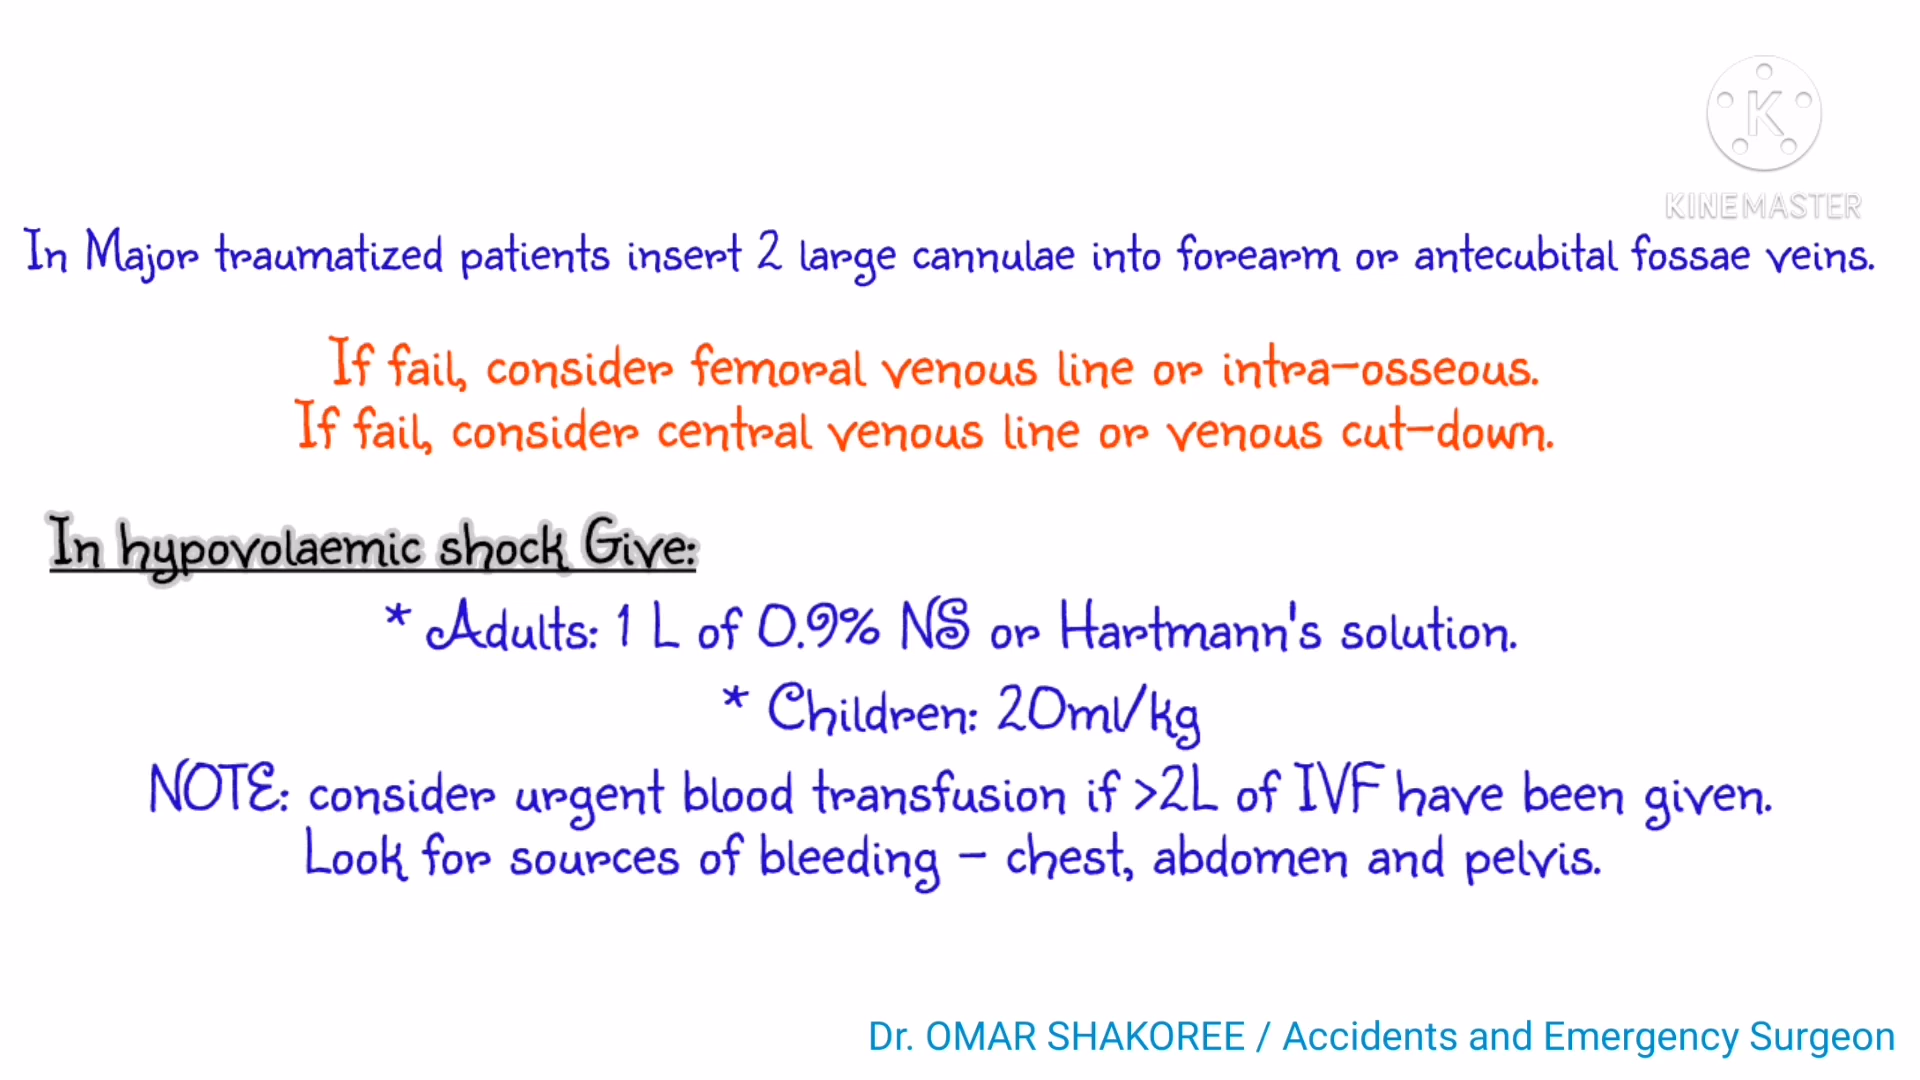 K
KINEMASTER
In Major traumatized patients insert 2 large cannulae into forearm or antecubital fossae veins.
If fail, consider femoral venous line or intra-osseous.
If fail, consider central venous line or venous cut-down.
In hypovolaemic shock Give:
* Adults: 1 L of 0.9% NS or Hartmann's solution.
* Children: 20ml/kg
NOTE: consider urgent blood transfusion if >2L of IVF have been given.
Look for sources of bleeding - chest, abdomen and pelvis.
Dr. OMAR SHAKOREE / Accidents and Emergency Surgeon